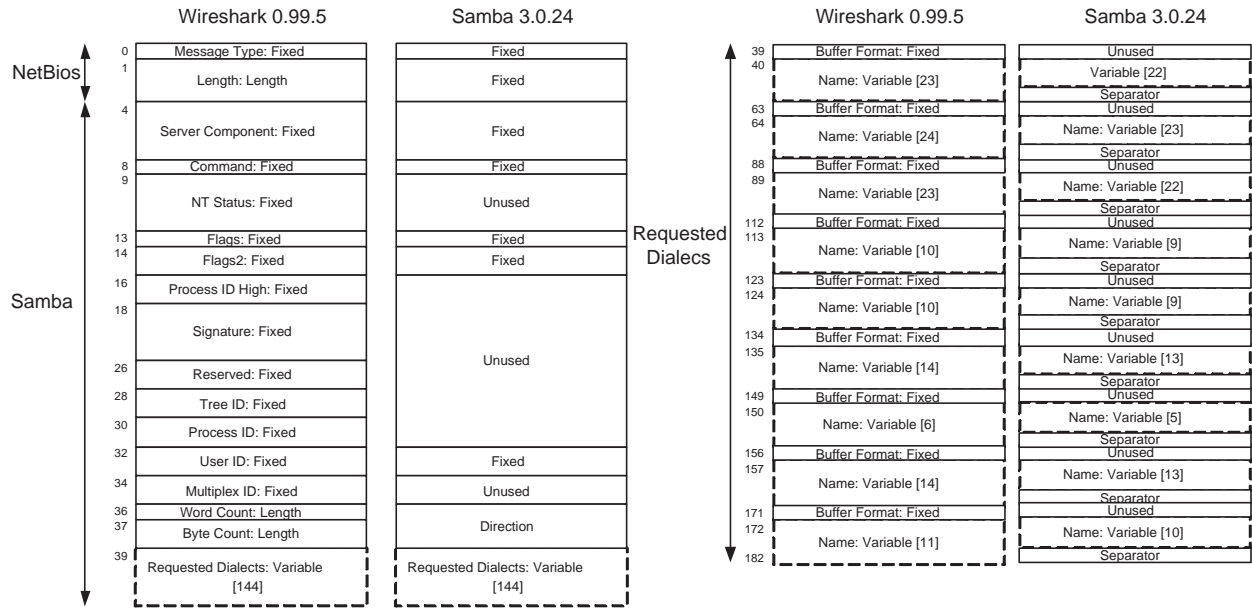 Wireshark 0.99.5
Samba 3.0.24
NetBios
Samba
0
Message Type: Fixed
Fixed
1
Length: Length
Fixed
4
Server Component: Fixed
Fixed
8
Command: Fixed
Fixed
9
NT Status: Fixed
Unused
13
Flags: Fixed
Fixed
14
Flags2: Fixed
Fixed
16
Process ID High: Fixed
18
Signature: Fixed
Unused
26
Reserved: Fixed
28
Tree ID: Fixed
30
Process ID: Fixed
32
User ID: Fixed
Fixed
34
Multiplex ID: Fixed
Unused
36
Word Count: Length
Direction
37
Byte Count: Length
39
Requested Dialects: Variable
[144]
Requested Dialects: Variable
[144]
Wireshark 0.99.5
Samba 3.0.24
Requested
Dialecs
39
Buffer Format: Fixed
Unused
40
Name: Variable [23]
Variable [22]
Separator
63
Buffer Format: Fixed
Unused
64
Name: Variable [24]
Name: Variable [23]
Separator
88
Buffer Format: Fixed
Unused
89
Name: Variable [23]
Name: Variable [22]
Separator
112
Buffer Format: Fixed
Unused
113
Name: Variable [10]
Name: Variable [9]
Separator
123
Buffer Format: Fixed
Unused
124
Name: Variable [10]
Name: Variable [9]
Separator
134
Buffer Format: Fixed
Unused
135
Name: Variable [14]
Name: Variable [13]
Separator
149
Buffer Format: Fixed
Unused
150
Name: Variable [6]
Name: Variable [5]
Separator
156
Buffer Format: Fixed
Unused
157
Name: Variable [14]
Name: Variable [13]
Separator
171
Buffer Format: Fixed
Unused
172
Name: Variable [11]
Name: Variable [10]
182
Separator